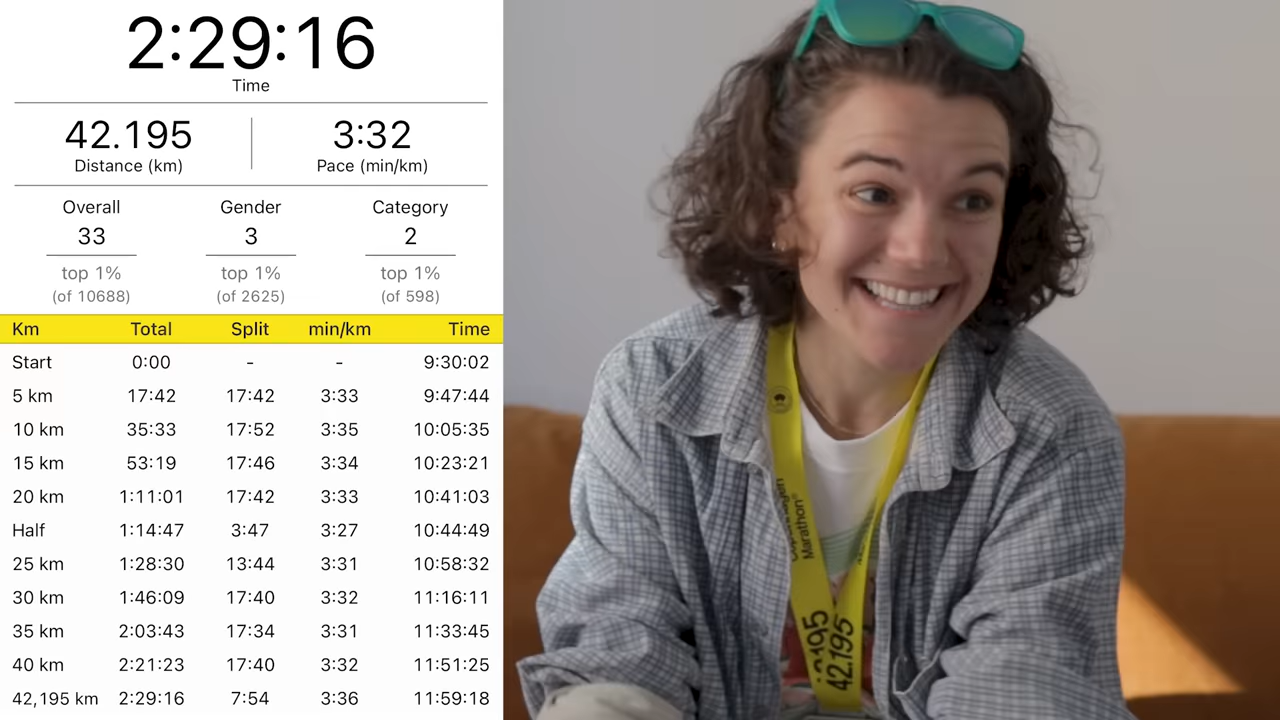 2:29:16
Time
42.195 3:32
Distance (km) Pace (min/km)
Overall Gender Category
33 3 2
top 1% top 1% top 1%
(of 10688) (of 2625) (of 598)
Km Total Split min/km Time
Start 0:00 - - 9:30:02
5 km 17:42 17:42 3:33 9:47:44
10 km 35:33 17:52 3:35 10:05:35
15 km 53:19 17:46 3:34 10:23:21
20 km 1:11:01 17:42 3:33 10:41:03
Half 1:14:47 3:47 3:27 10:44:49
25 km 1:28:30 13:44 3:31 10:58:32
30 km 1:46:09 17:40 3:32 11:16:11
35 km 2:03:43 17:34 3:31 11:33:45
40 km 2:21:23 17:40 3:32 11:51:25
42,195 km 2:29:16 7:54 3:36 11:59:18
Marathon
42.195